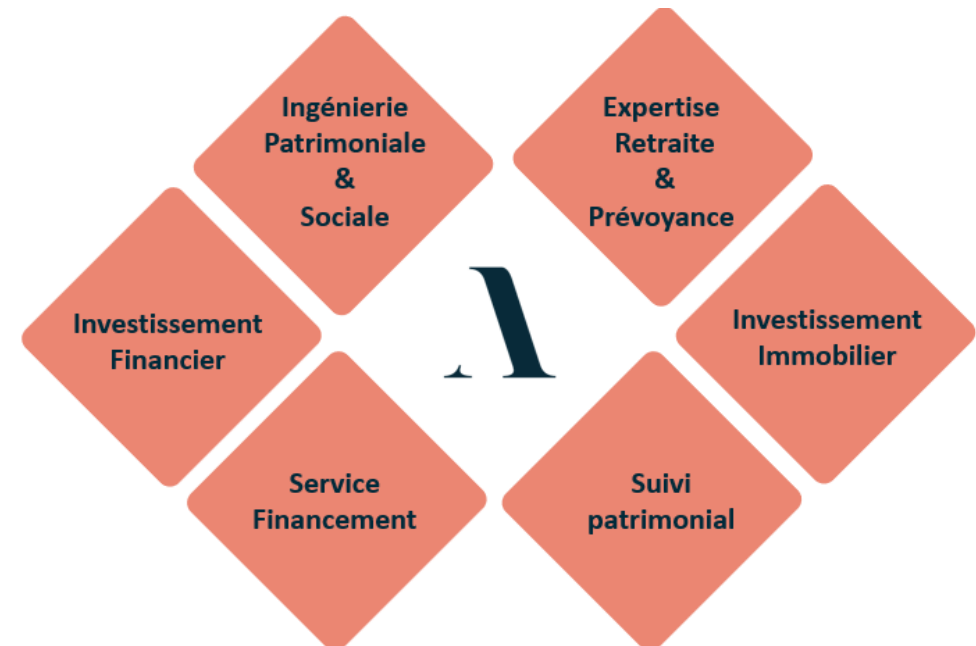 Ingénierie
Patrimoniale
&
Sociale
Expertise
Retraite
&
Prévoyance
Investissement
Financier
Investissement
Immobilier
Service
Financement
Suivi
patrimonial